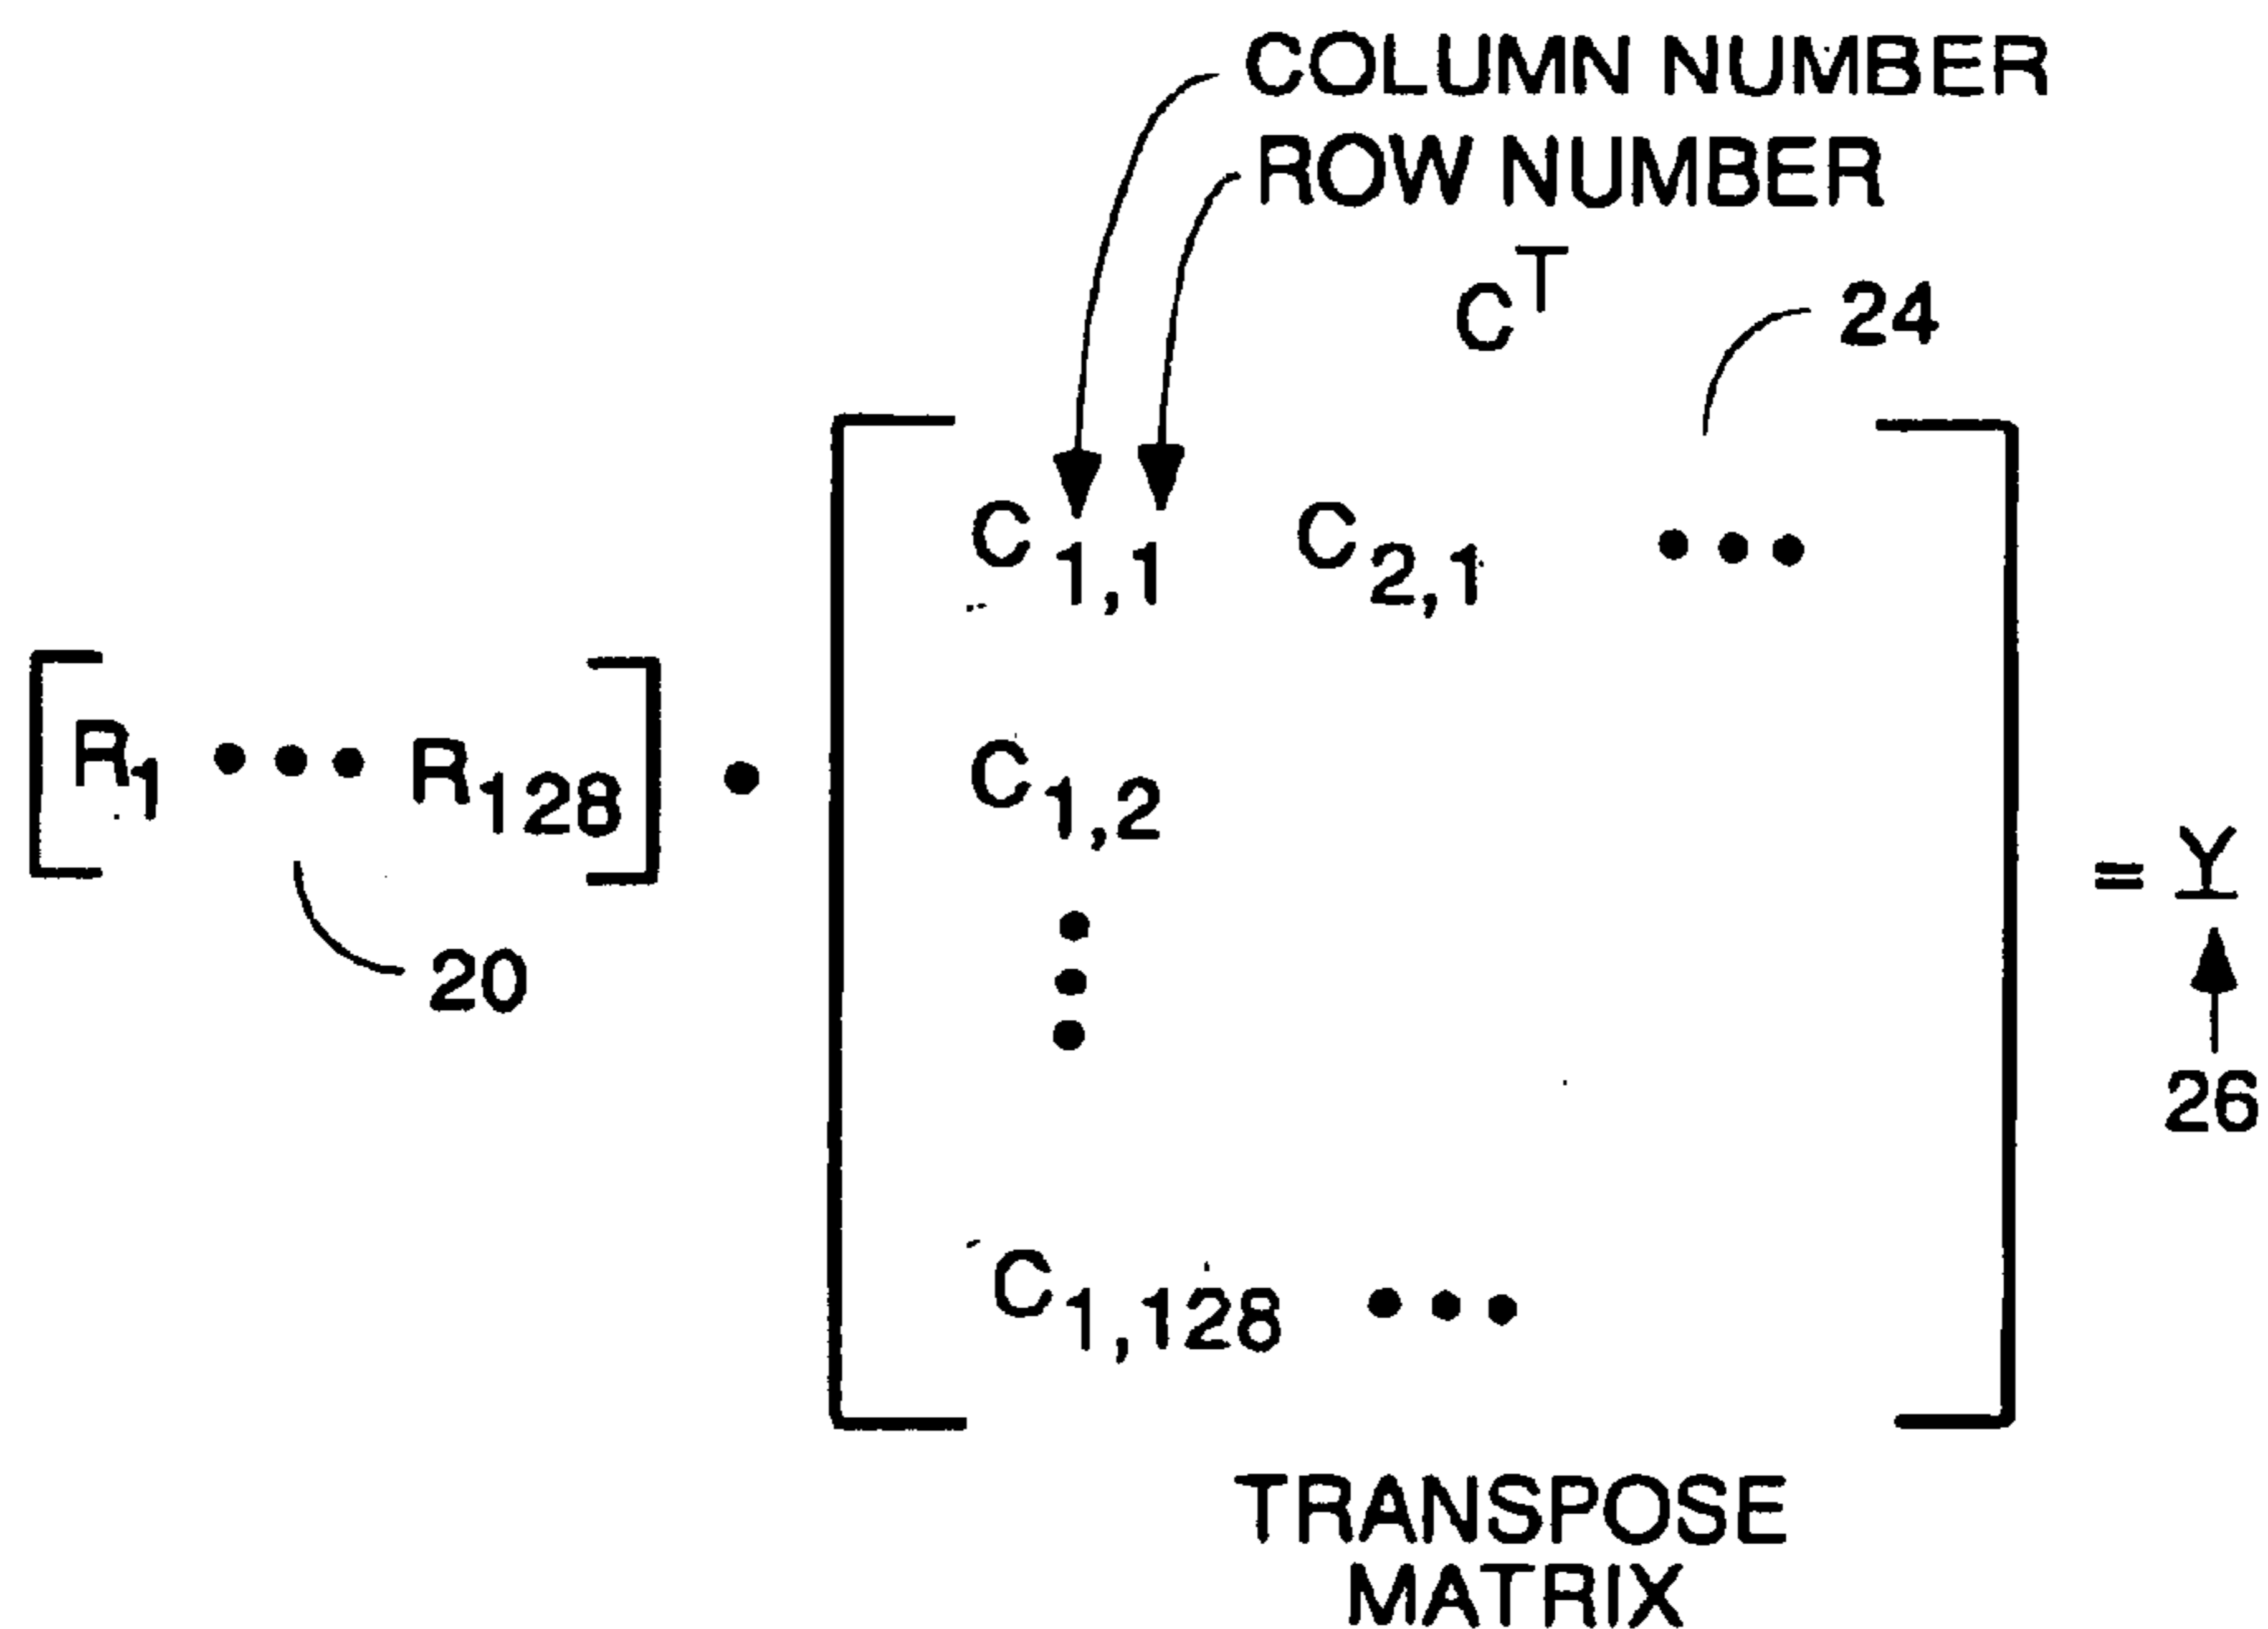 COLUMN NUMBER
ROW NUMBER
C^T
24
C1,1 C2,1 •••
[R1 ••• R128] • C1,2
= Y
20
26
C1,128 •••
TRANSPOSE
MATRIX